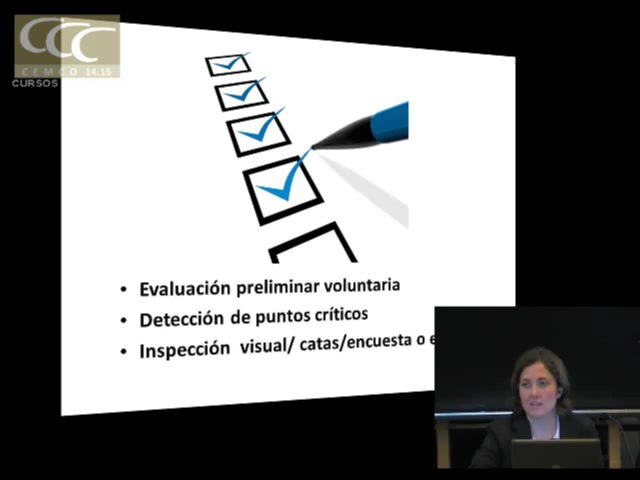 CCC
CEMCO 14.15
CURSOS
• Evaluación preliminar voluntaria
• Detección de puntos críticos
• Inspección visual/ catas/encuesta o